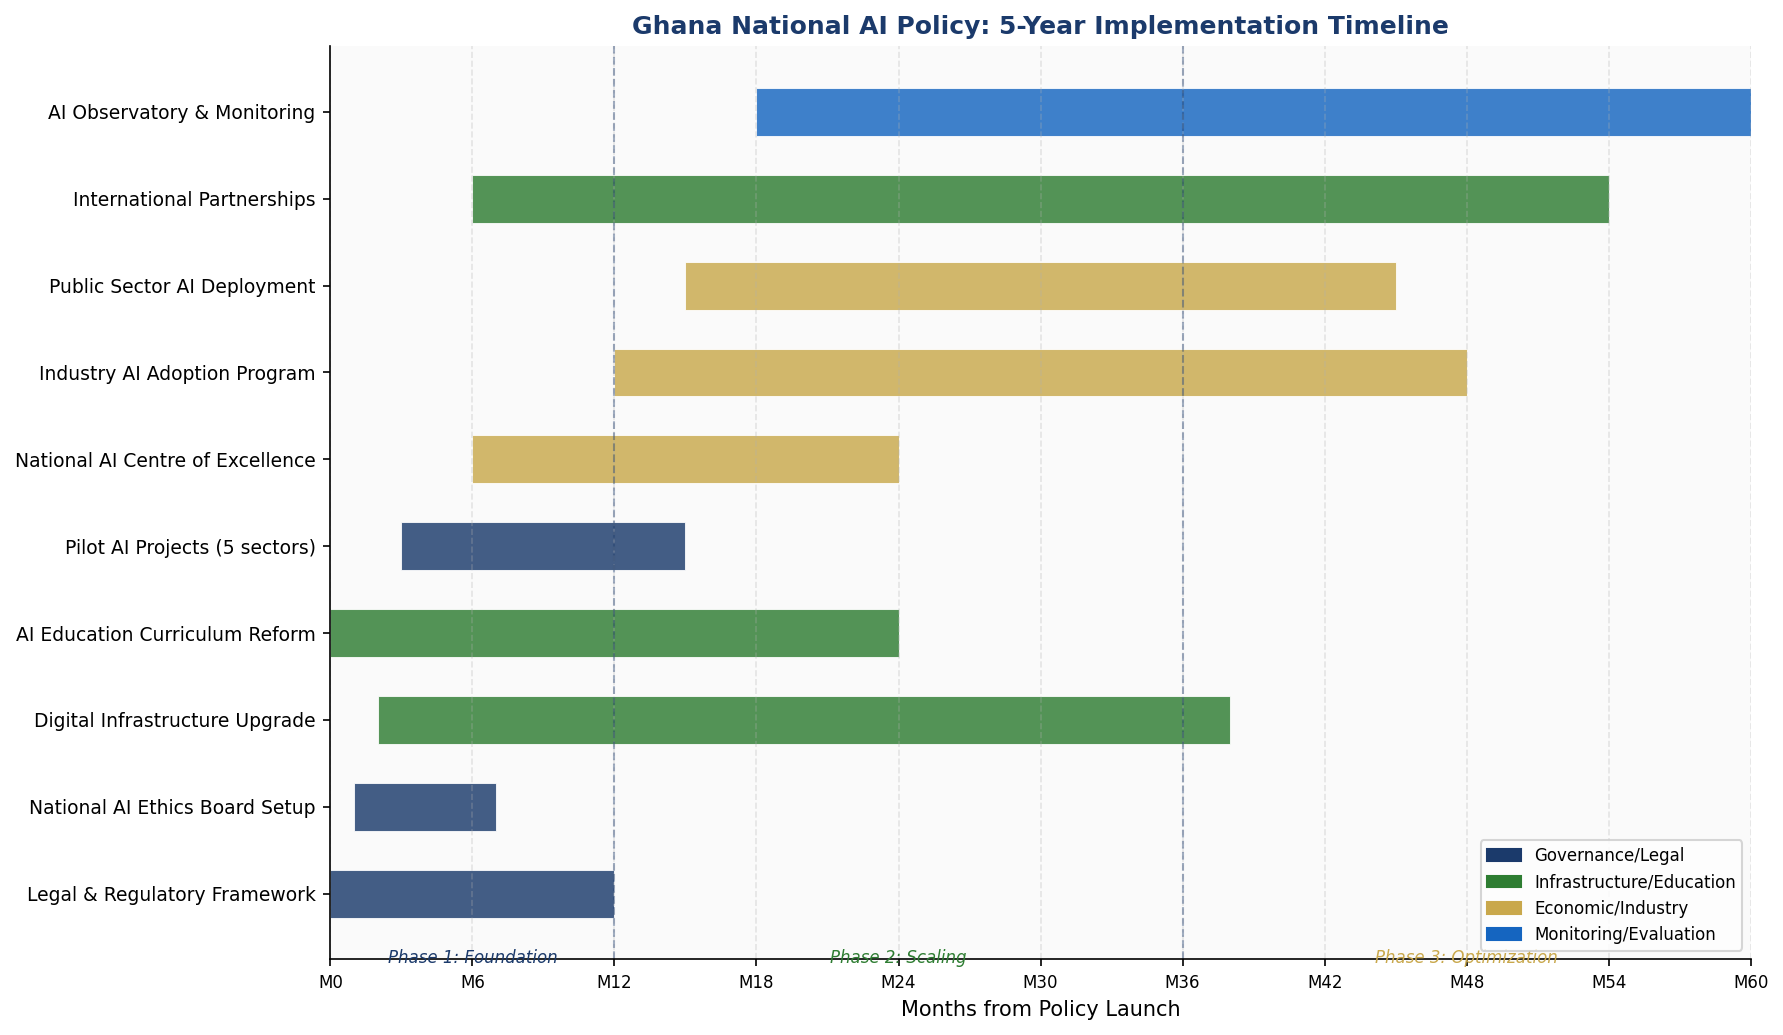 Ghana National AI Policy: 5-Year Implementation Timeline
AI Observatory & Monitoring
International Partnerships
Public Sector AI Deployment
Industry AI Adoption Program
National AI Centre of Excellence
Pilot AI Projects (5 sectors)
AI Education Curriculum Reform
Digital Infrastructure Upgrade
National AI Ethics Board Setup
Legal & Regulatory Framework
Governance/Legal
Infrastructure/Education
Economic/Industry
Monitoring/Evaluation
Phase 1: Foundation Phase 2: Scaling Phase 3: Optimization
M0 M6 M12 M18 M24 M30 M36 M42 M48 M54 M60
Months from Policy Launch